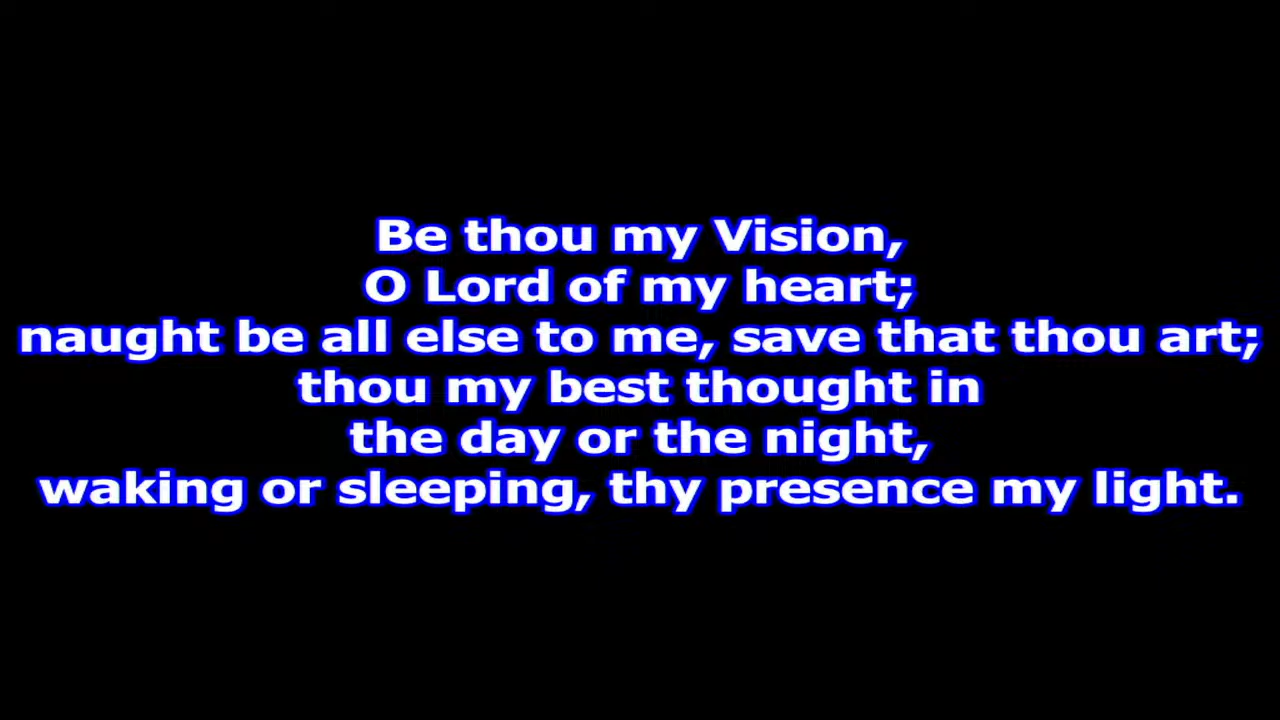 Be thou my Vision,
O Lord of my heart;
naught be all else to me, save that thou art;
thou my best thought in
the day or the night,
waking or sleeping, thy presence my light.